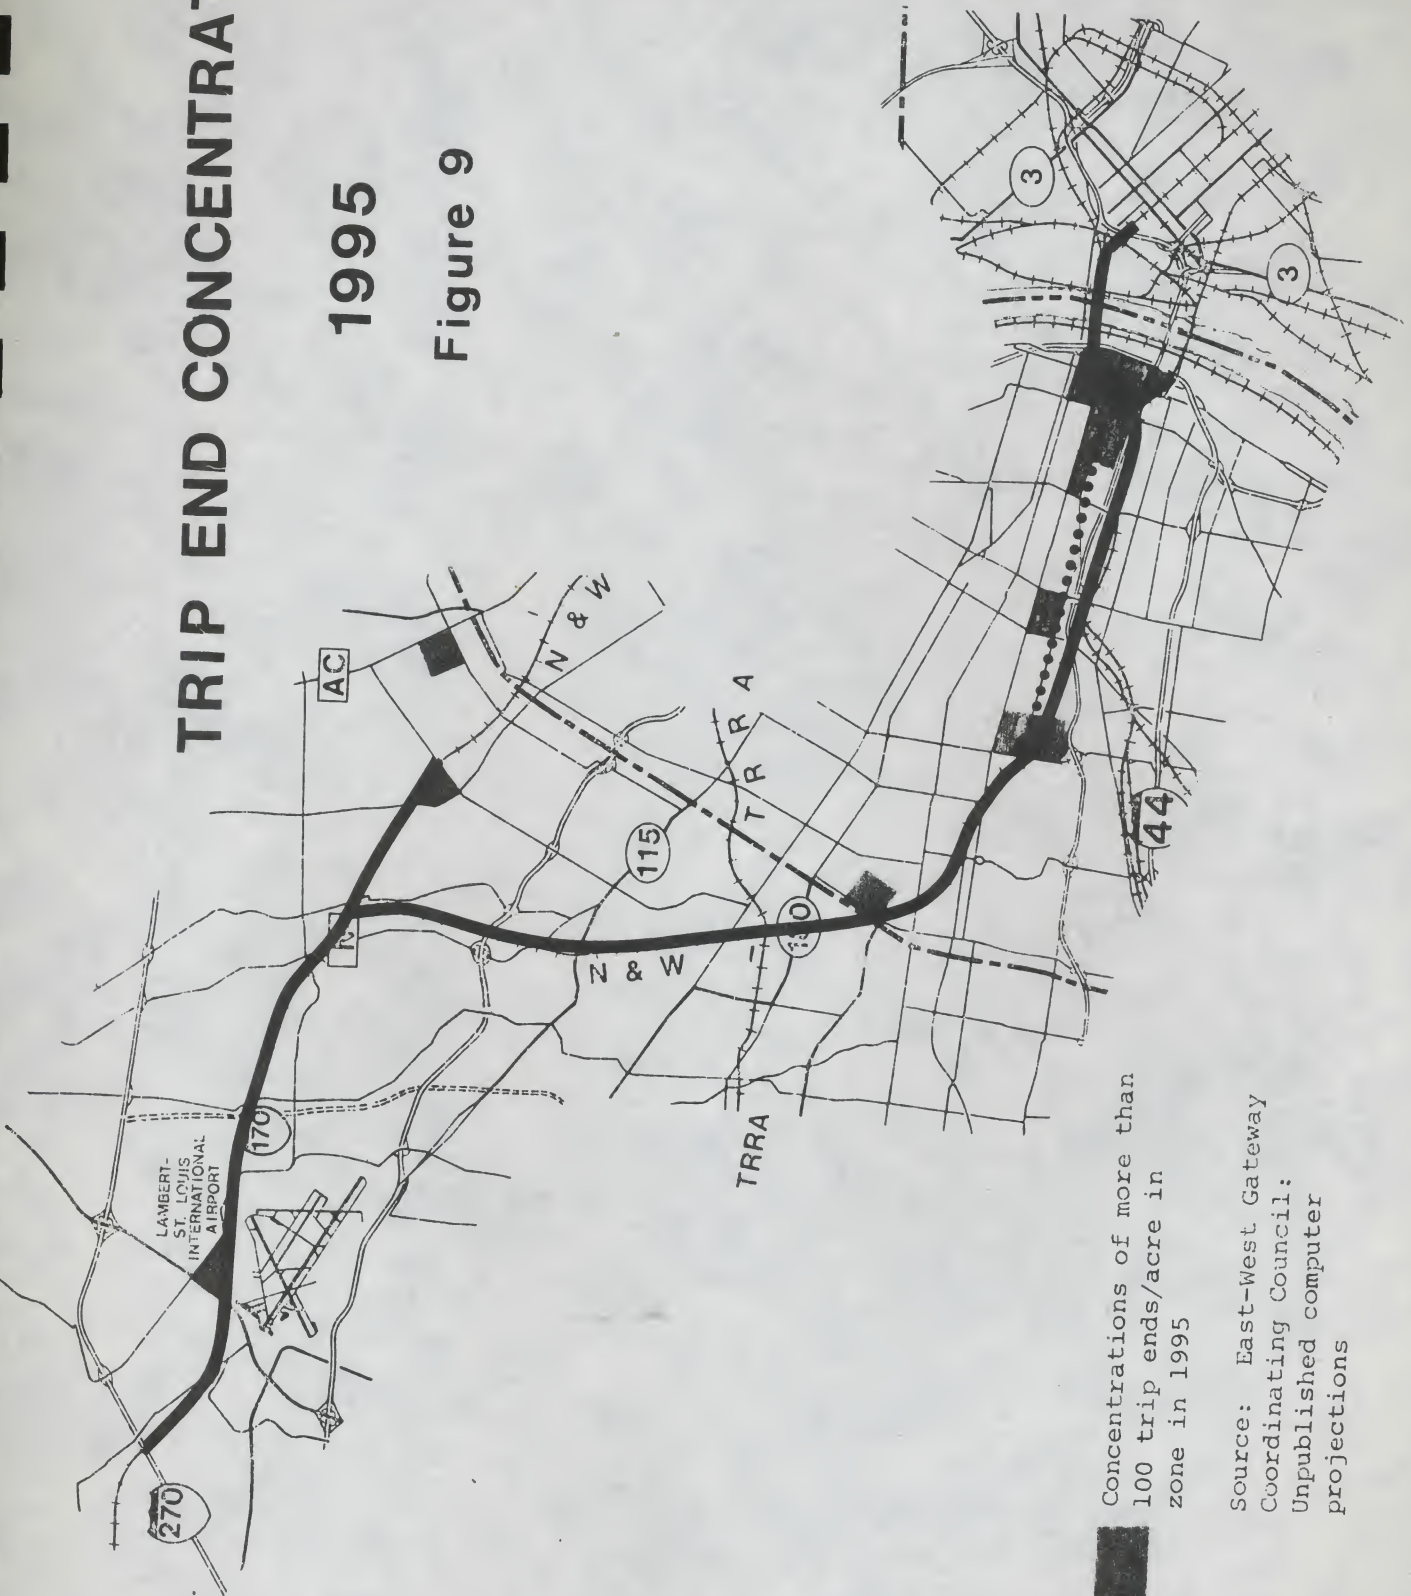 TRIP END CONCENTRAT
1995
Figure 9
AC
N & W
N & W
115
TRRA
TRRA
44
3
3
170
LAMBERT-
ST. LOUIS
INTERNATIONAL
AIRPORT
270
Concentrations of more than
100 trip ends/acre in
zone in 1995
Source: East-West Gateway
Coordinating Council:
Unpublished computer
projections